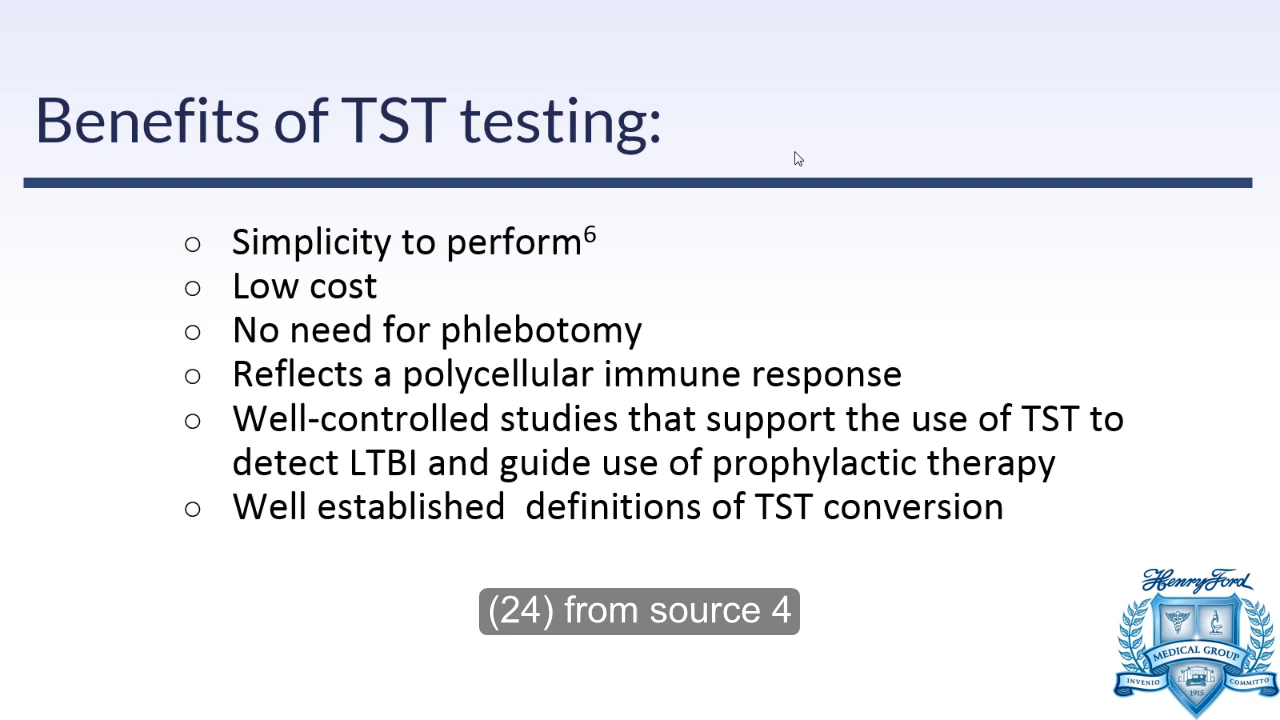 Benefits of TST testing:
○ Simplicity to perform⁶
○ Low cost
○ No need for phlebotomy
○ Reflects a polycellular immune response
○ Well-controlled studies that support the use of TST to
detect LTBI and guide use of prophylactic therapy
○ Well established  definitions of TST conversion
(24) from source 4
Henry Ford
MEDICAL GROUP
INVENIO
1915
COMMITTO